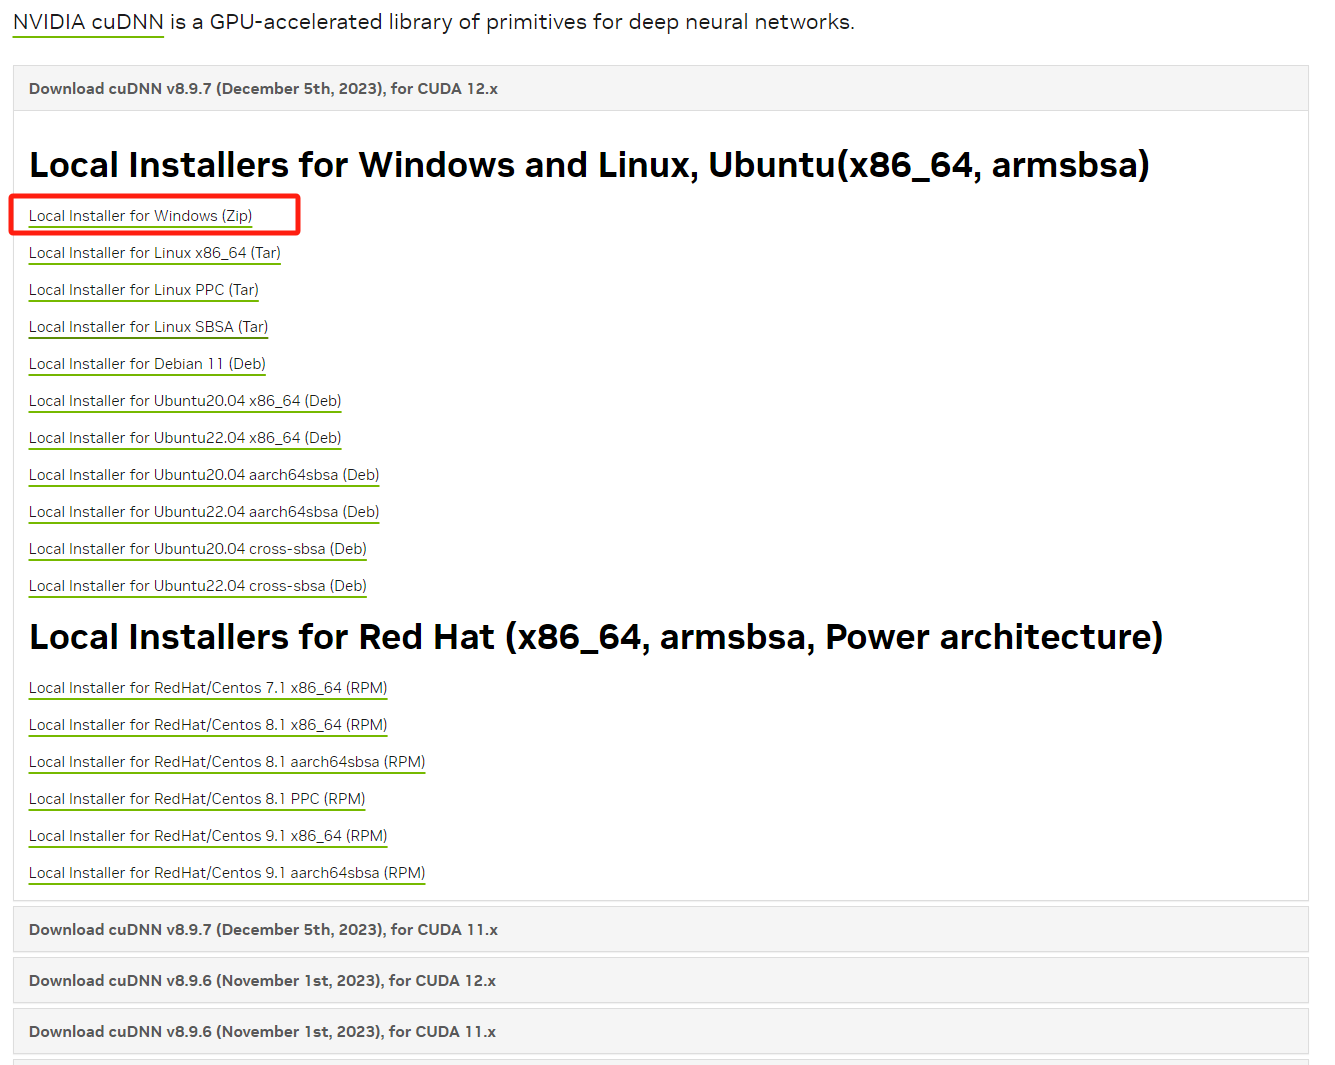 NVIDIA cuDNN is a GPU-accelerated library of primitives for deep neural networks.
Download cuDNN v8.9.7 (December 5th, 2023), for CUDA 12.x
Local Installers for Windows and Linux, Ubuntu(x86_64, armsbsa)
Local Installer for Windows (Zip)
Local Installer for Linux x86_64 (Tar)
Local Installer for Linux PPC (Tar)
Local Installer for Linux SBSA (Tar)
Local Installer for Debian 11 (Deb)
Local Installer for Ubuntu20.04 x86_64 (Deb)
Local Installer for Ubuntu22.04 x86_64 (Deb)
Local Installer for Ubuntu20.04 aarch64sbsa (Deb)
Local Installer for Ubuntu22.04 aarch64sbsa (Deb)
Local Installer for Ubuntu20.04 cross-sbsa (Deb)
Local Installer for Ubuntu22.04 cross-sbsa (Deb)
Local Installers for Red Hat (x86_64, armsbsa, Power architecture)
Local Installer for RedHat/Centos 7.1 x86_64 (RPM)
Local Installer for RedHat/Centos 8.1 x86_64 (RPM)
Local Installer for RedHat/Centos 8.1 aarch64sbsa (RPM)
Local Installer for RedHat/Centos 8.1 PPC (RPM)
Local Installer for RedHat/Centos 9.1 x86_64 (RPM)
Local Installer for RedHat/Centos 9.1 aarch64sbsa (RPM)
Download cuDNN v8.9.7 (December 5th, 2023), for CUDA 11.x
Download cuDNN v8.9.6 (November 1st, 2023), for CUDA 12.x
Download cuDNN v8.9.6 (November 1st, 2023), for CUDA 11.x